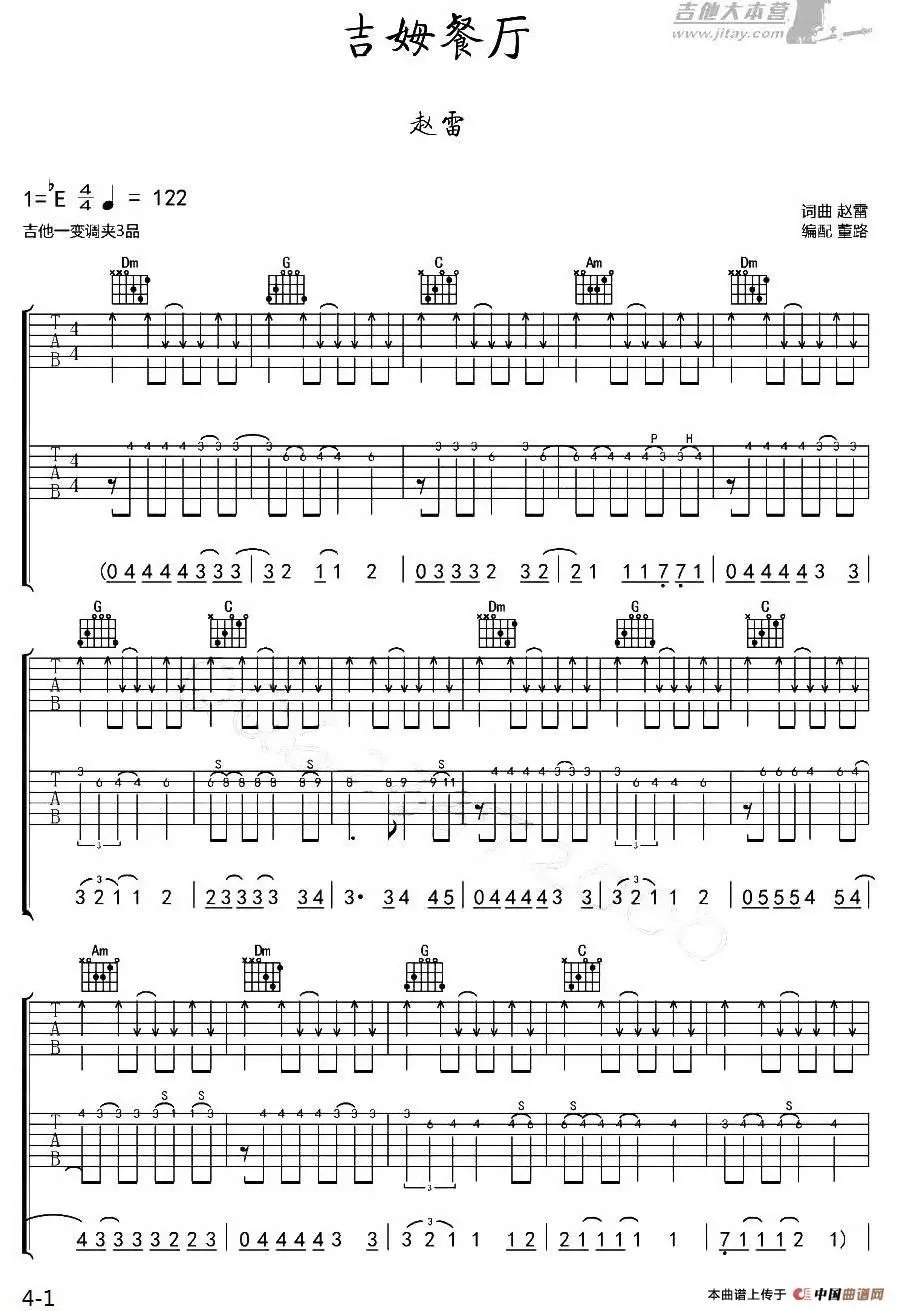 吉他大本营
www.jitay.com
吉姆餐厅
赵雷
1=♭E 4/4 ♩ = 122
吉他一变调夹3品
词曲 赵雷
编配 董路
Dm G C Am Dm
T A B 4/4
T A B 4/4
P H
(0 4 4 4 4 3 3 3 | 3 2 1 1 2 | 0 3 3 3 2 3 2 | 2 1 1 1 7 7 1 | 0 4 4 4 4 3 3 |
G C Dm G C
T A B
S S S
T A B
3 2 1 1 2 | 2 3 3 3 3 3 4 | 3· 3 4 4 5 | 0 4 4 4 4 3 3 | 3 2 1 1 2 | 0 5 5 5 4 5 4 |
Am Dm G C
T A B
S S S S S
T A B
4 3 3 3 3 2 2 3 | 0 4 4 4 4 3 3 | 3 2 1 1 1 2 | 2 1 1 1 1 1 1 | 7 1 1 1 2 1)
4-1
本曲谱上传于 中国曲谱网